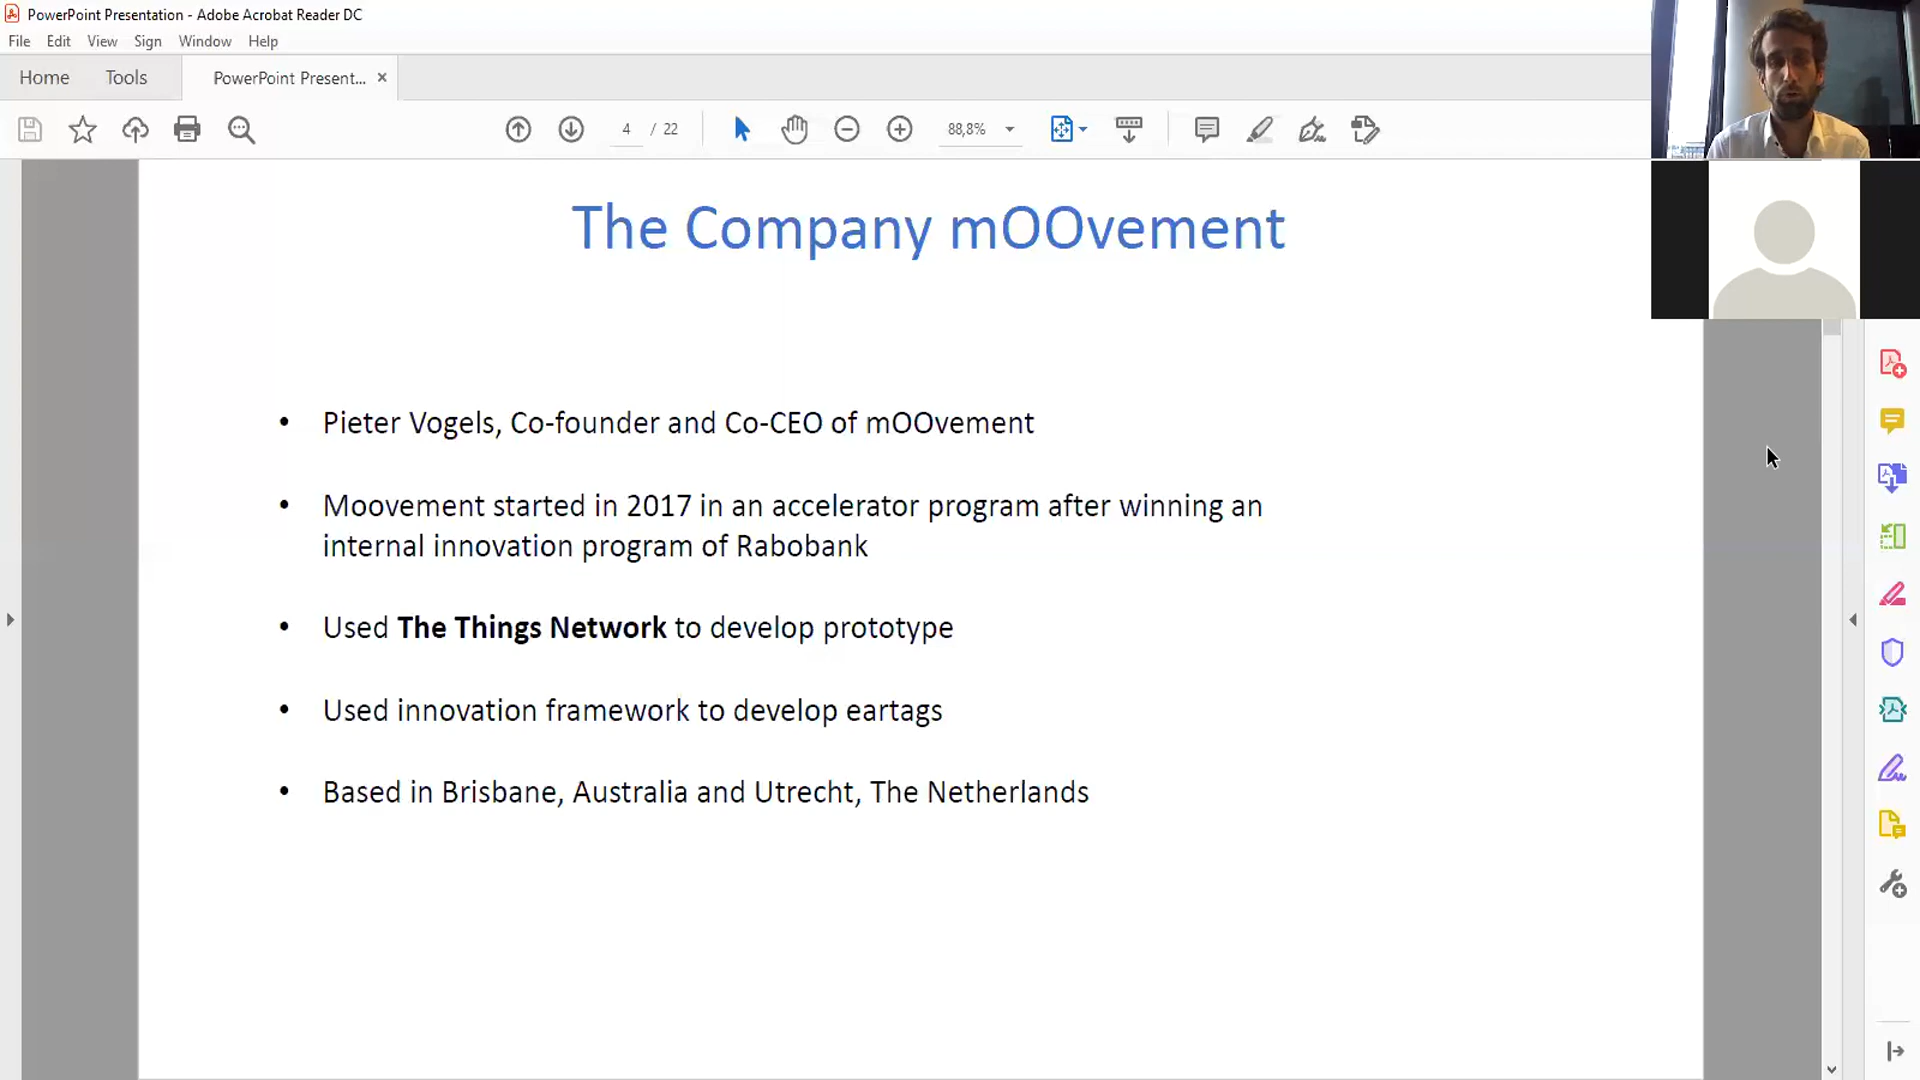 PowerPoint Presentation - Adobe Acrobat Reader DC
File Edit View Sign Window Help
Home Tools PowerPoint Present... ×
4 / 22 88,8%
The Company mOOvement
• Pieter Vogels, Co-founder and Co-CEO of mOOvement
• Moovement started in 2017 in an accelerator program after winning an
internal innovation program of Rabobank
• Used The Things Network to develop prototype
• Used innovation framework to develop eartags
• Based in Brisbane, Australia and Utrecht, The Netherlands